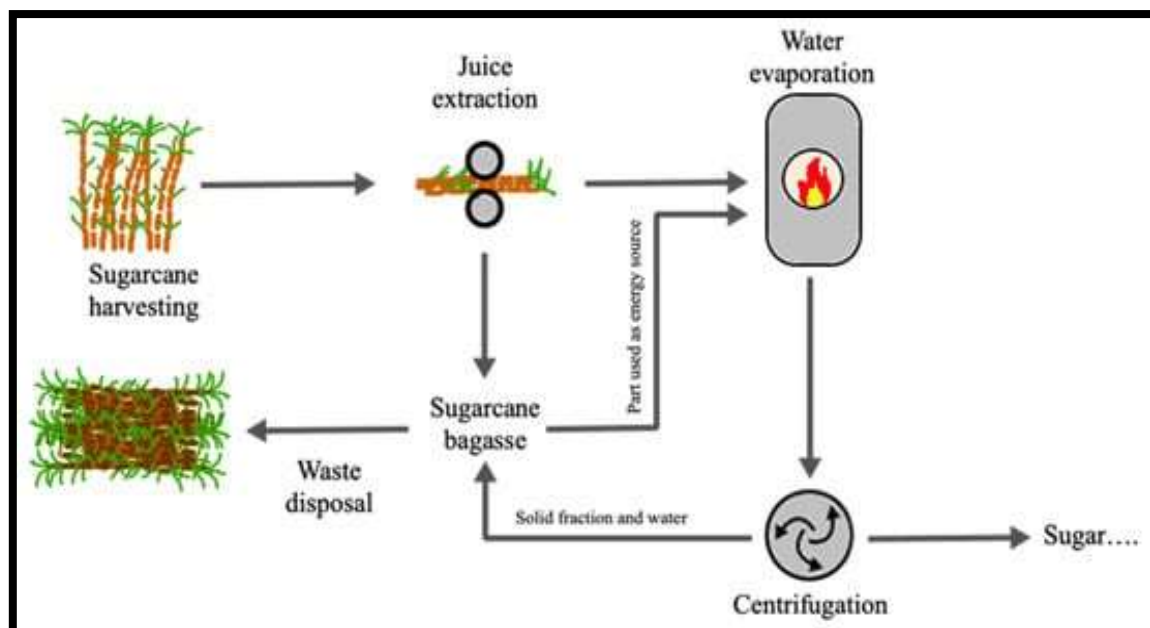 Water
evaporation
Juice
extraction
Sugarcane
harvesting
Part used as energy source
Sugarcane
bagasse
Waste
disposal
Solid fraction and water
Sugar....
Centrifugation